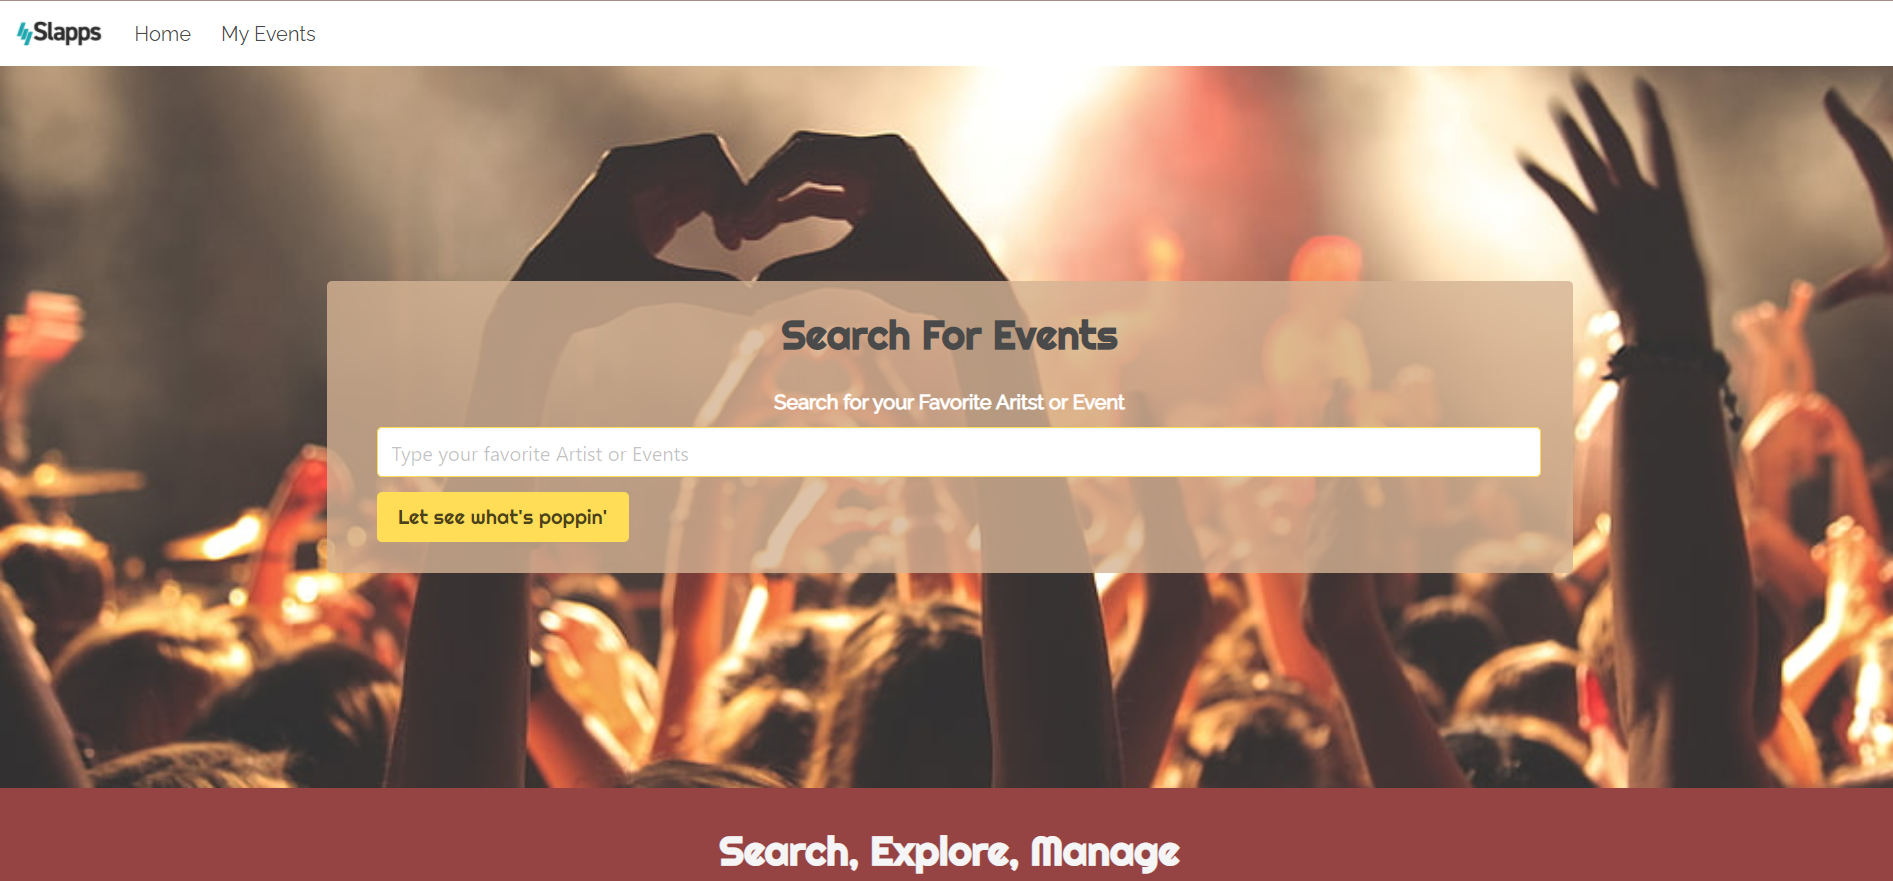 Slapps Home My Events
Search For Events
Search for your Favorite Aritst or Event
Type your favorite Artist or Events
Let see what's poppin'
Search, Explore, Manage